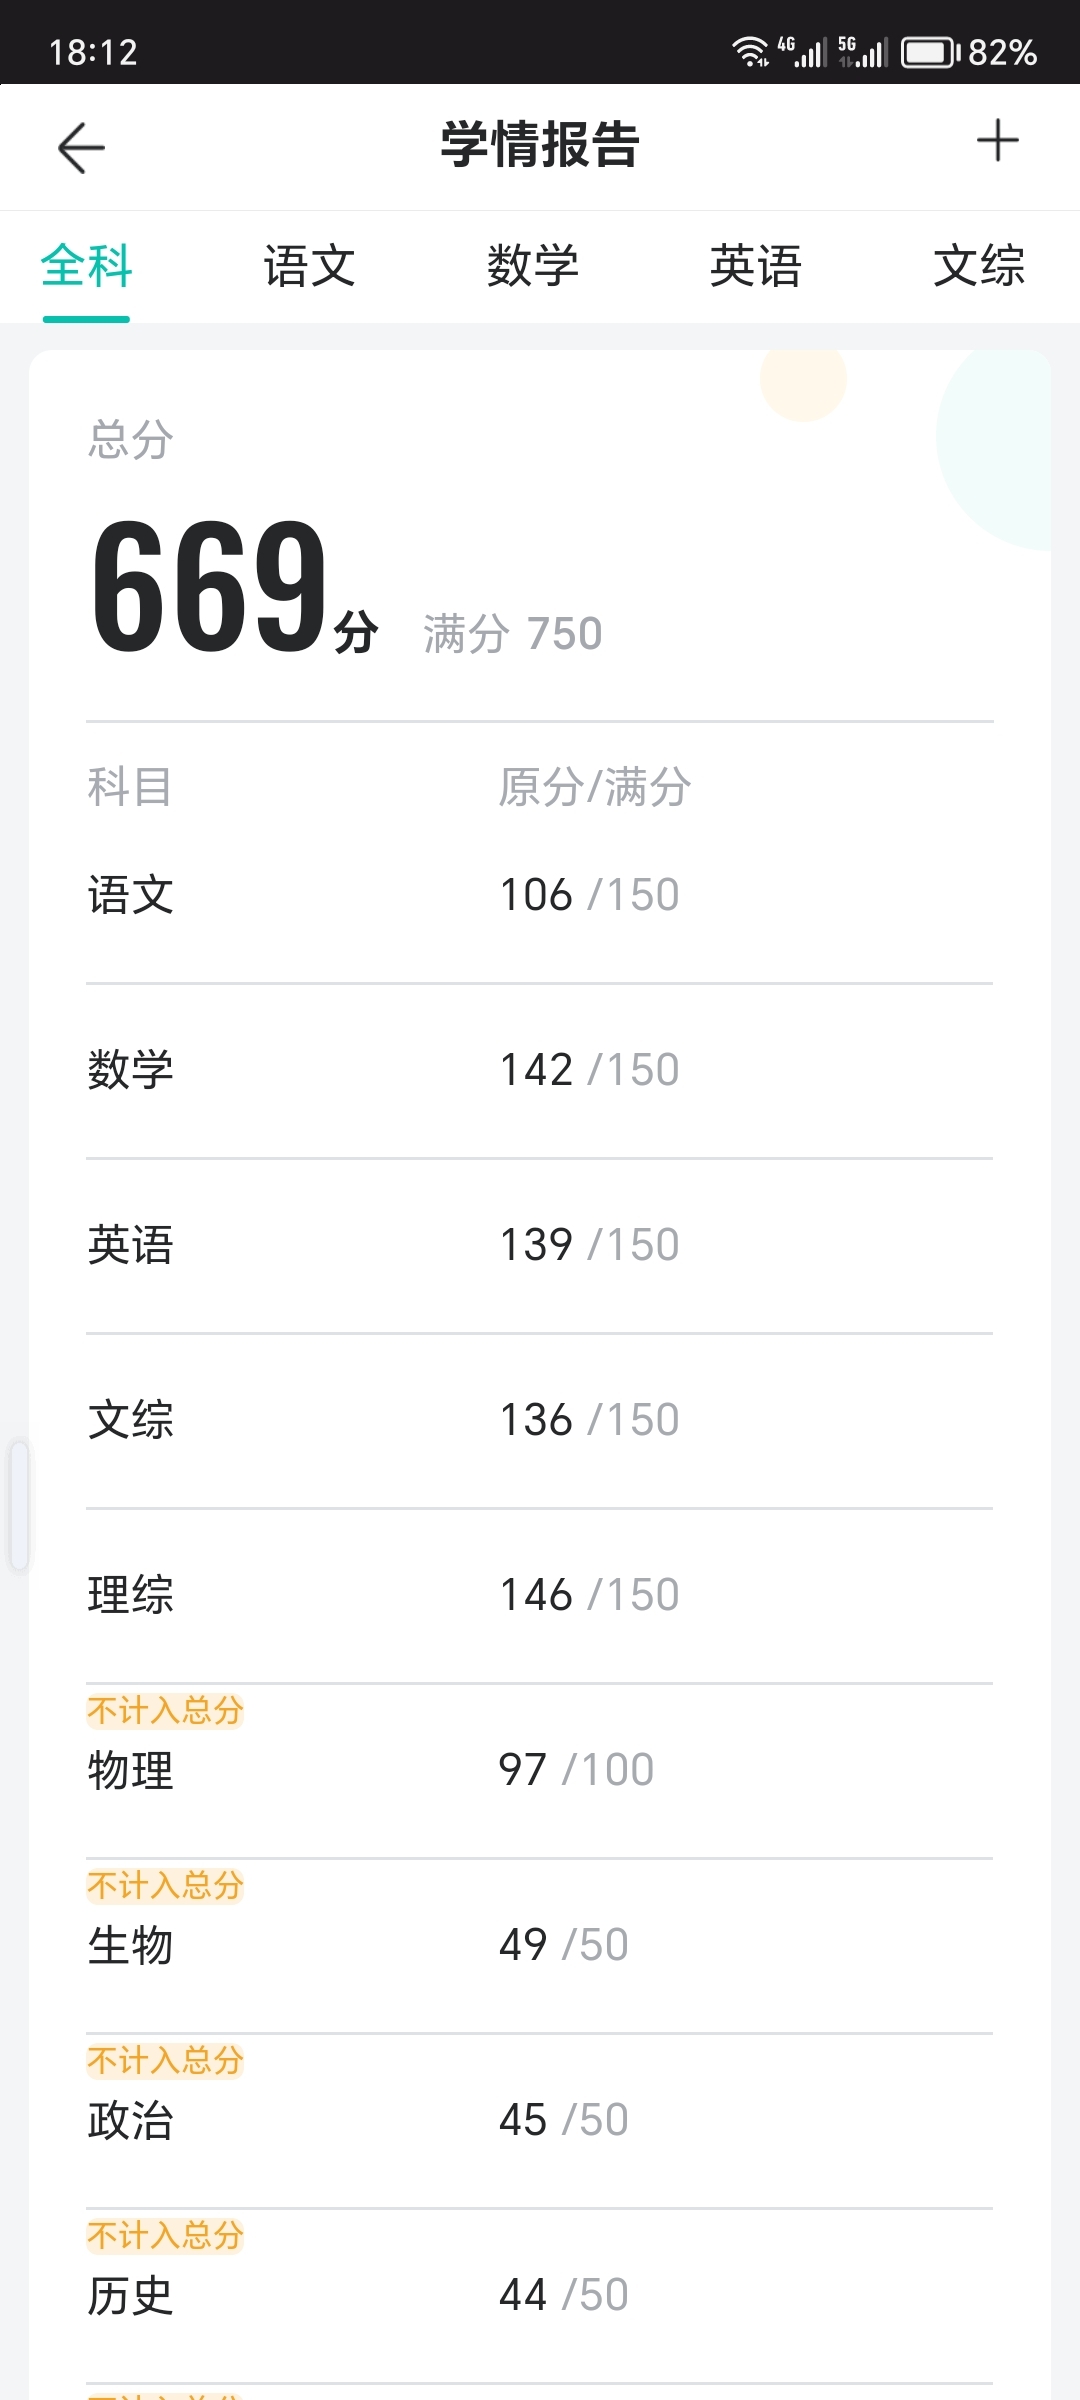 18:12 4G 5G 82%
学情报告
全科 语文 数学 英语 文综
总分
669分 满分 750
科目 原分/满分
语文 106 /150
数学 142 /150
英语 139 /150
文综 136 /150
理综 146 /150
不计入总分
物理 97 /100
不计入总分
生物 49 /50
不计入总分
政治 45 /50
不计入总分
历史 44 /50